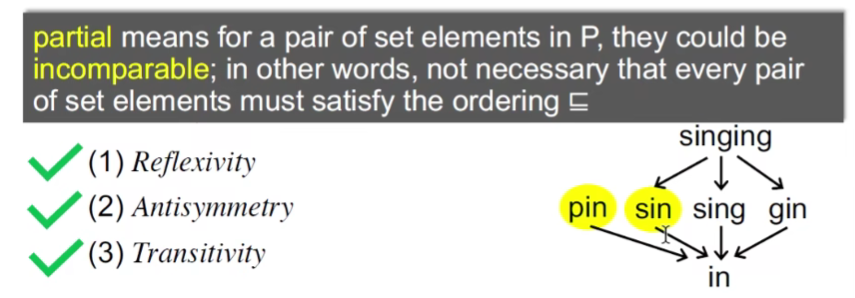 partial means for a pair of set elements in P, they could be
incomparable; in other words, not necessary that every pair
of set elements must satisfy the ordering ⊑
(1) Reflexivity
(2) Antisymmetry
(3) Transitivity
singing
pin sin sing gin
in